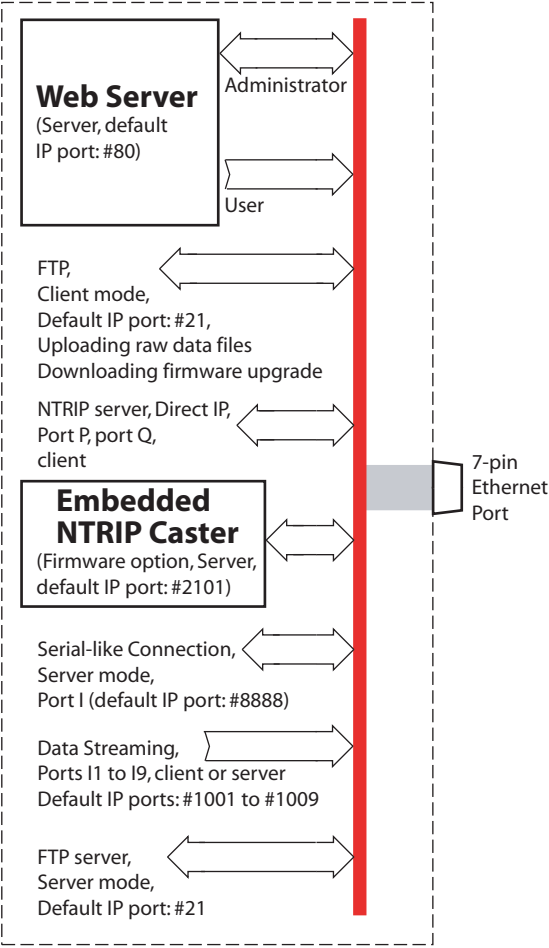 Web Server
(Server, default
IP port: #80)
Administrator
User
FTP,
Client mode,
Default IP port: #21,
Uploading raw data files
Downloading firmware upgrade
NTRIP server, Direct IP,
Port P, port Q,
client
7-pin
Ethernet
Port
Embedded
NTRIP Caster
(Firmware option, Server,
default IP port: #2101)
Serial-like Connection,
Server mode,
Port I (default IP port: #8888)
Data Streaming,
Ports I1 to I9, client or server
Default IP ports: #1001 to #1009
FTP server,
Server mode,
Default IP port: #21